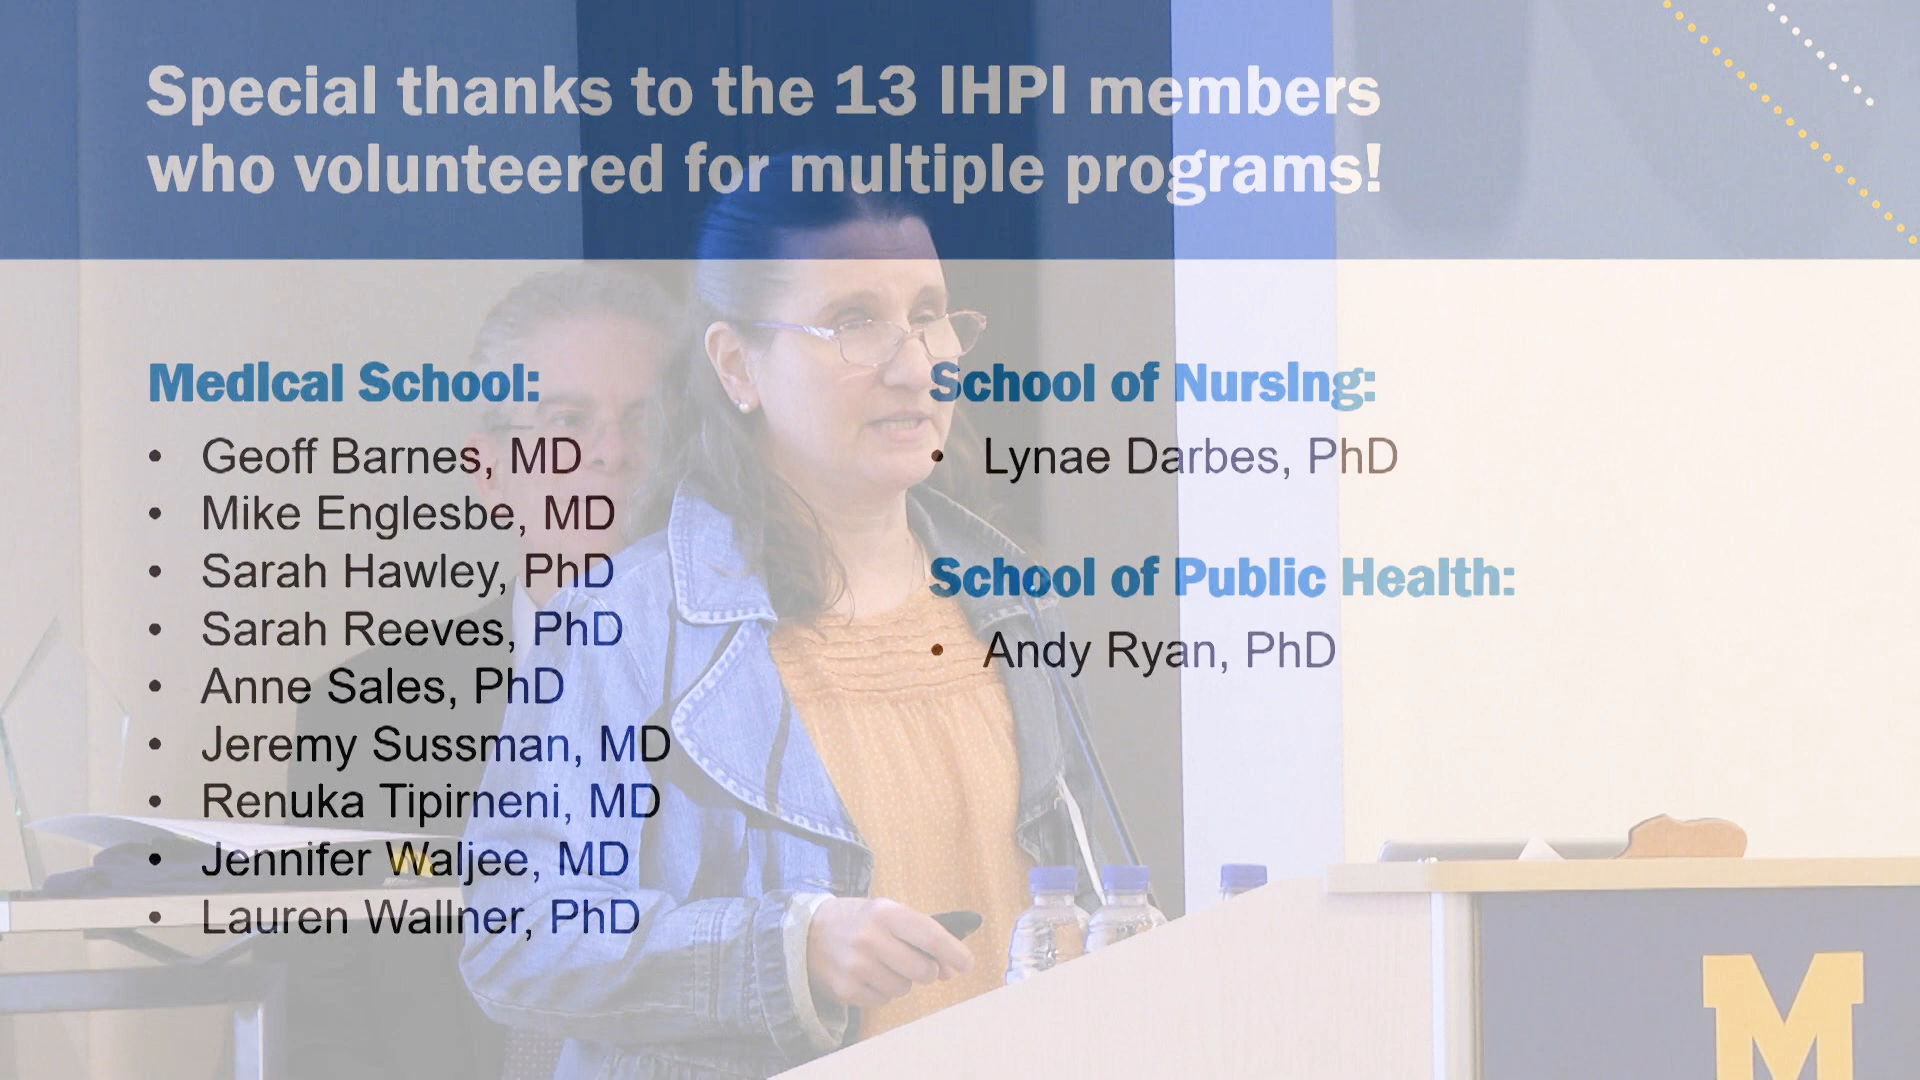 Special thanks to the 13 IHPI members
who volunteered for multiple programs!
Medical School:
• Geoff Barnes, MD
• Mike Englesbe, MD
• Sarah Hawley, PhD
• Sarah Reeves, PhD
• Anne Sales, PhD
• Jeremy Sussman, MD
• Renuka Tipirneni, MD
• Jennifer Waljee, MD
• Lauren Wallner, PhD
School of Nursing:
• Lynae Darbes, PhD
School of Public Health:
• Andy Ryan, PhD
M